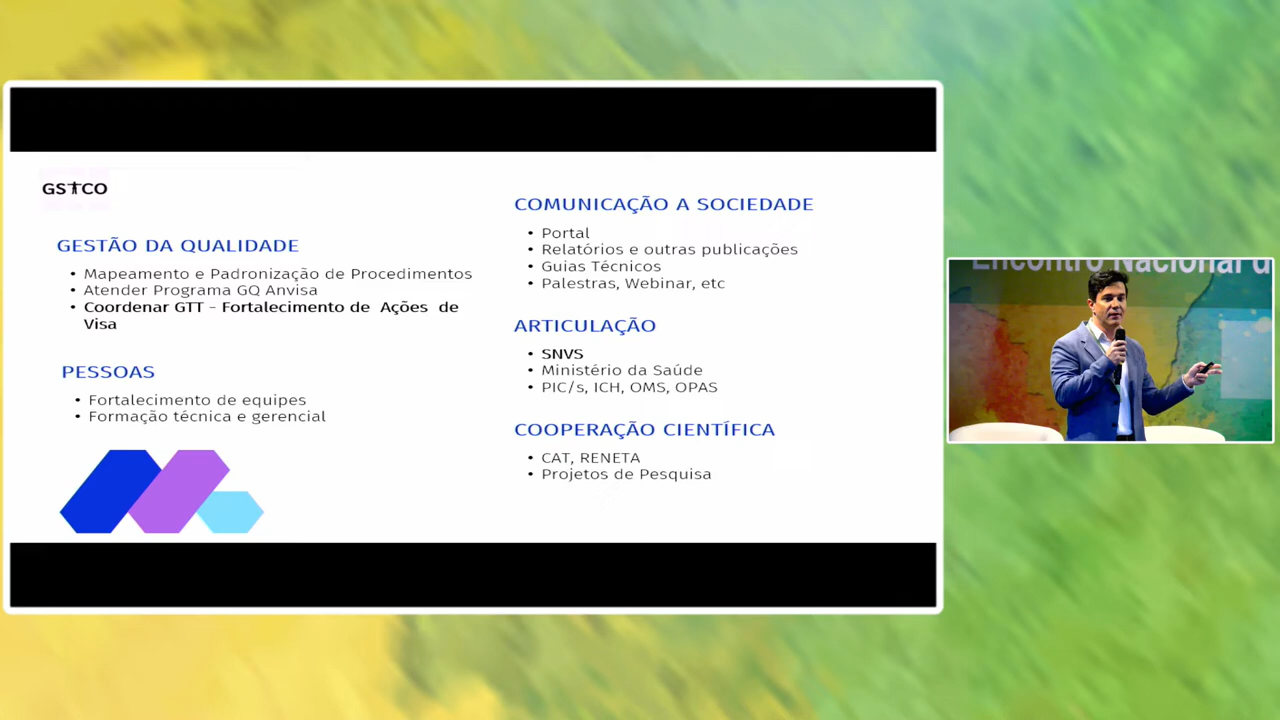 GSTCO
GESTÃO DA QUALIDADE
• Mapeamento e Padronização de Procedimentos
• Atender Programa GQ Anvisa
• Coordenar GTT – Fortalecimento de Ações de
Visa
PESSOAS
• Fortalecimento de equipes
• Formação técnica e gerencial
COMUNICAÇÃO A SOCIEDADE
• Portal
• Relatórios e outras publicações
• Guias Técnicos
• Palestras, Webinar, etc
ARTICULAÇÃO
• SNVS
• Ministério da Saúde
• PIC/s, ICH, OMS, OPAS
COOPERAÇÃO CIENTÍFICA
• CAT, RENETA
• Projetos de Pesquisa
Encontro Nacional d